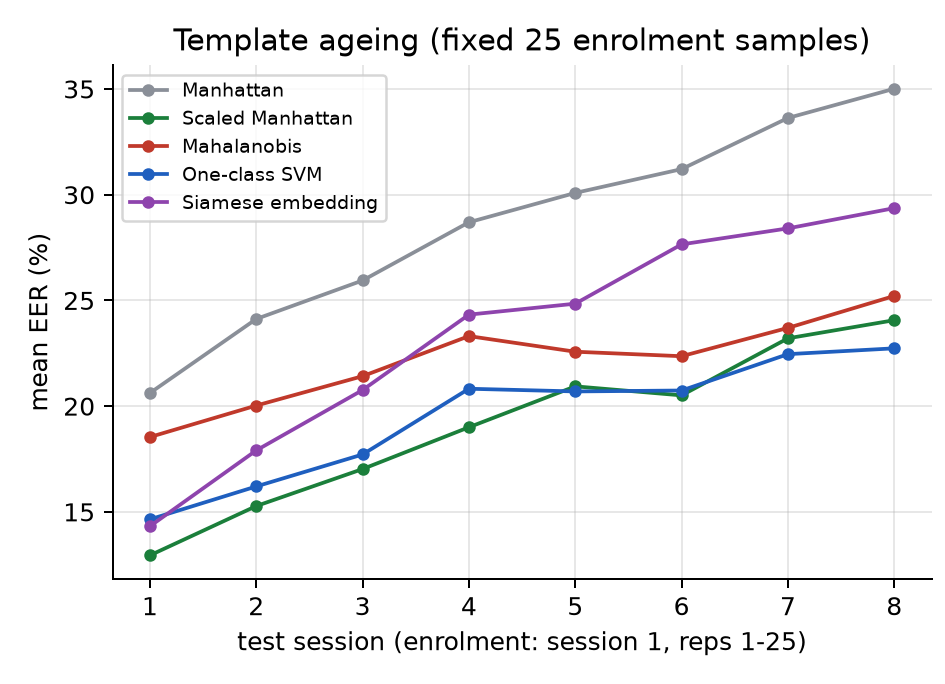 Template ageing (fixed 25 enrolment samples)
Manhattan
Scaled Manhattan
Mahalanobis
One-class SVM
Siamese embedding
mean EER (%)
35
30
25
20
15
1 2 3 4 5 6 7 8
test session (enrolment: session 1, reps 1-25)